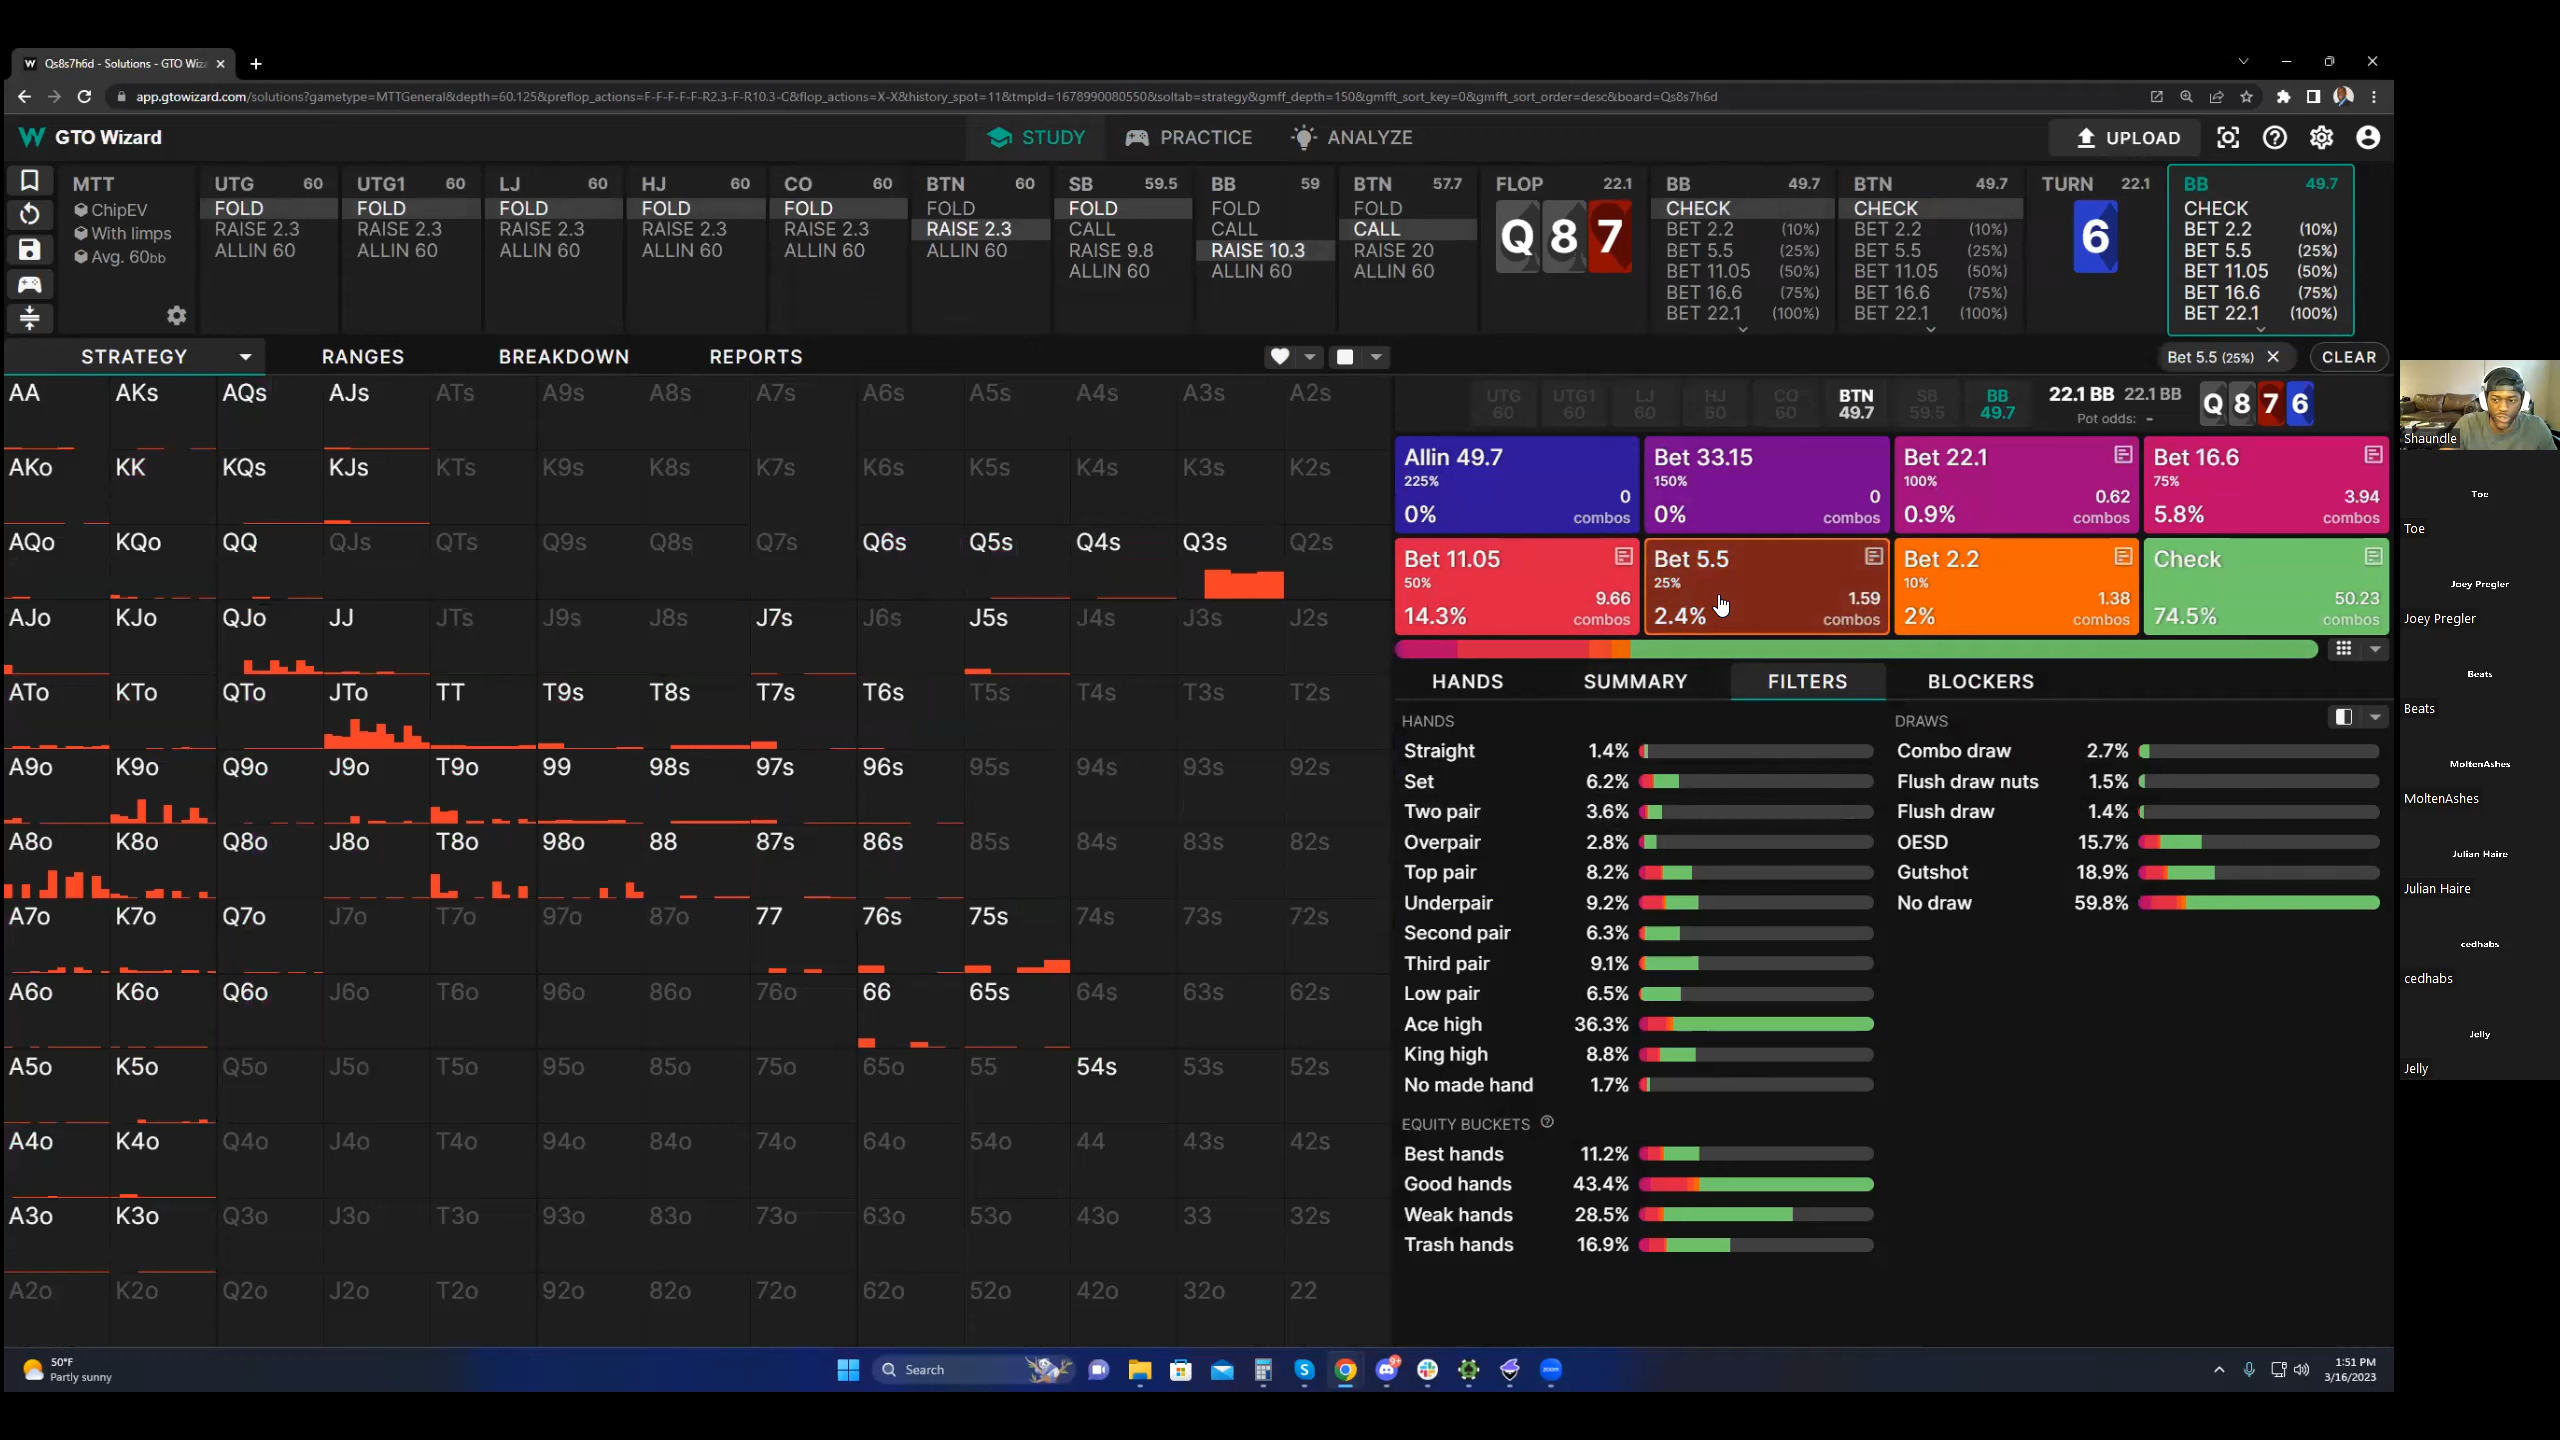 Qs8s7h6d - Solutions - GTO Wiz
app.gtowizard.com/solutions?gametype=MTTGeneral&depth=60.125&preflop_actions=F-F-F-F-F-R2.3-F-R10.3-C&flop_actions=X-X&history_spot=11&tmpId=1678990080550&soltab=strategy&gmff_depth=150&gmfft_sort_key=0&gmfft_sort_order=desc&board=Qs8s7h6d
W GTO Wizard STUDY PRACTICE ANALYZE UPLOAD
MTT UTG 60 UTG1 60 LJ 60 HJ 60 CO 60 BTN 60 SB 59.5 BB 59 BTN 57.7 FLOP 22.1 BB 49.7 BTN 49.7 TURN 22.1 BB 49.7
ChipEV FOLD FOLD FOLD FOLD FOLD FOLD FOLD FOLD FOLD Q 8 7 CHECK CHECK 6 CHECK
With limps RAISE 2.3 RAISE 2.3 RAISE 2.3 RAISE 2.3 RAISE 2.3 RAISE 2.3 CALL CALL CALL BET 2.2 (10%) BET 2.2 (10%) BET 2.2 (10%)
Avg. 60bb ALLIN 60 ALLIN 60 ALLIN 60 ALLIN 60 ALLIN 60 ALLIN 60 RAISE 9.8 RAISE 10.3 RAISE 20 BET 5.5 (25%) BET 5.5 (25%) BET 5.5 (25%)
ALLIN 60 ALLIN 60 ALLIN 60 BET 11.05 (50%) BET 11.05 (50%) BET 11.05 (50%)
BET 16.6 (75%) BET 16.6 (75%) BET 16.6 (75%)
BET 22.1 (100%) BET 22.1 (100%) BET 22.1 (100%)
STRATEGY RANGES BREAKDOWN REPORTS Bet 5.5 (25%) CLEAR
AA AKs AQs AJs ATs A9s A8s A7s A6s A5s A4s A3s A2s
AKo KK KQs KJs KTs K9s K8s K7s K6s K5s K4s K3s K2s
AQo KQo QQ QJs QTs Q9s Q8s Q7s Q6s Q5s Q4s Q3s Q2s
AJo KJo QJo JJ JTs J9s J8s J7s J6s J5s J4s J3s J2s
ATo KTo QTo JTo TT T9s T8s T7s T6s T5s T4s T3s T2s
A9o K9o Q9o J9o T9o 99 98s 97s 96s 95s 94s 93s 92s
A8o K8o Q8o J8o T8o 98o 88 87s 86s 85s 84s 83s 82s
A7o K7o Q7o J7o T7o 97o 87o 77 76s 75s 74s 73s 72s
A6o K6o Q6o J6o T6o 96o 86o 76o 66 65s 64s 63s 62s
A5o K5o Q5o J5o T5o 95o 85o 75o 65o 55 54s 53s 52s
A4o K4o Q4o J4o T4o 94o 84o 74o 64o 54o 44 43s 42s
A3o K3o Q3o J3o T3o 93o 83o 73o 63o 53o 43o 33 32s
A2o K2o Q2o J2o T2o 92o 82o 72o 62o 52o 42o 32o 22
UTG UTG1 LJ HJ CO BTN SB BB 22.1 BB 22.1 BB Q 8 7 6
60 60 60 60 60 49.7 59.5 49.7 Pot odds: -
Allin 49.7 Bet 33.15 Bet 22.1 Bet 16.6
225% 150% 100% 75%
0 0 0.62 3.94
0% combos 0% combos 0.9% combos 5.8% combos
Bet 11.05 Bet 5.5 Bet 2.2 Check
50% 25% 10%
9.66 1.59 1.38 50.23
14.3% combos 2.4% combos 2% combos 74.5% combos
HANDS SUMMARY FILTERS BLOCKERS
HANDS DRAWS
Straight 1.4% Combo draw 2.7%
Set 6.2% Flush draw nuts 1.5%
Two pair 3.6% Flush draw 1.4%
Overpair 2.8% OESD 15.7%
Top pair 8.2% Gutshot 18.9%
Underpair 9.2% No draw 59.8%
Second pair 6.3%
Third pair 9.1%
Low pair 6.5%
Ace high 36.3%
King high 8.8%
No made hand 1.7%
EQUITY BUCKETS
Best hands 11.2%
Good hands 43.4%
Weak hands 28.5%
Trash hands 16.9%
Shaundle
Toe
Toe
Joey Pregler
Joey Pregler
Beats
Beats
MoltenAshes
MoltenAshes
Julian Haire
Julian Haire
cedhabs
cedhabs
Jelly
Jelly
50°F
Partly sunny
Search
1:51 PM
3/16/2023